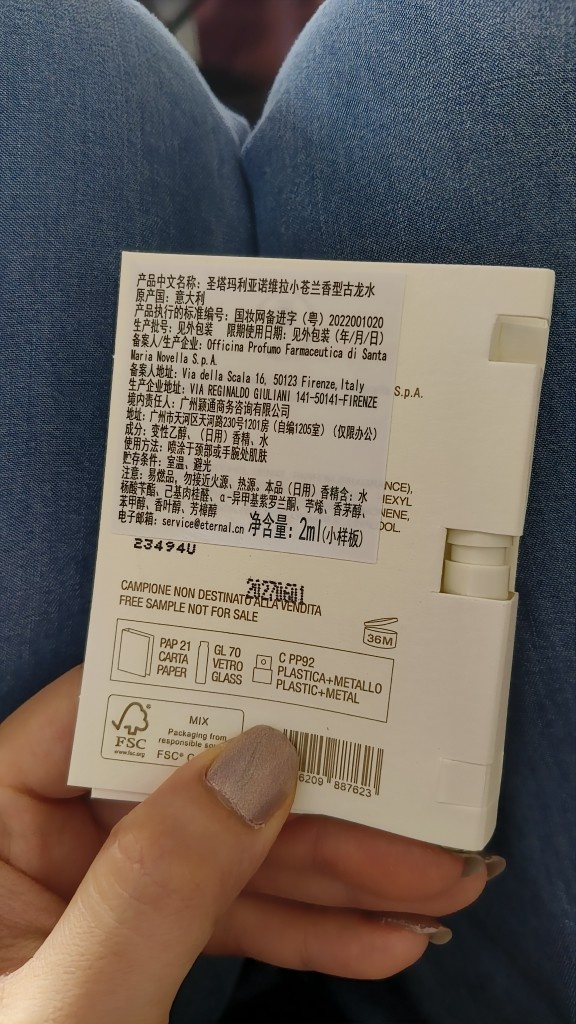 产品中文名称：圣塔玛利亚诺维拉小苍兰香型古龙水
原产国：意大利
产品执行的标准编号：国妆网备进字（粤）2022001020
生产批号：见外包装 限期使用日期：见外包装（年/月/日）
备案人/生产企业：Officina Profumo Farmaceutica di Santa
Maria Novella S.p.A.
备案人地址：Via della Scala 16, 50123 Firenze, Italy
生产企业地址：VIA REGINALDO GIULIANI 141-50141-FIRENZE
境内责任人：广州颖通商务咨询有限公司
地址：广州市天河区天河路230号1201房（自编1205室）（仅限办公）
成分：变性乙醇、（日用）香精、水
使用方法：喷涂于颈部或手腕处肌肤
贮存条件：室温、避光
注意：易燃品，勿接近火源、热源。本品（日用）香精含：水
杨酸苄酯、己基肉桂醛、α-异甲基紫罗兰酮、苧烯、香茅醇、
苯甲醇、香叶醇、芳樟醇
电子邮箱：service@eternal.cn 净含量：2ml(小样板)
S.p.A.
NCE),
HEXYL
NENE,
OL.
23494U
20270601
CAMPIONE NON DESTINATO ALLA VENDITA
FREE SAMPLE NOT FOR SALE
36M
PAP 21
CARTA
PAPER
GL 70
VETRO
GLASS
C PP92
PLASTICA+METALLO
PLASTIC+METAL
FSC
www.fsc.org
MIX
Packaging from
responsible
FSC®
6209 887623